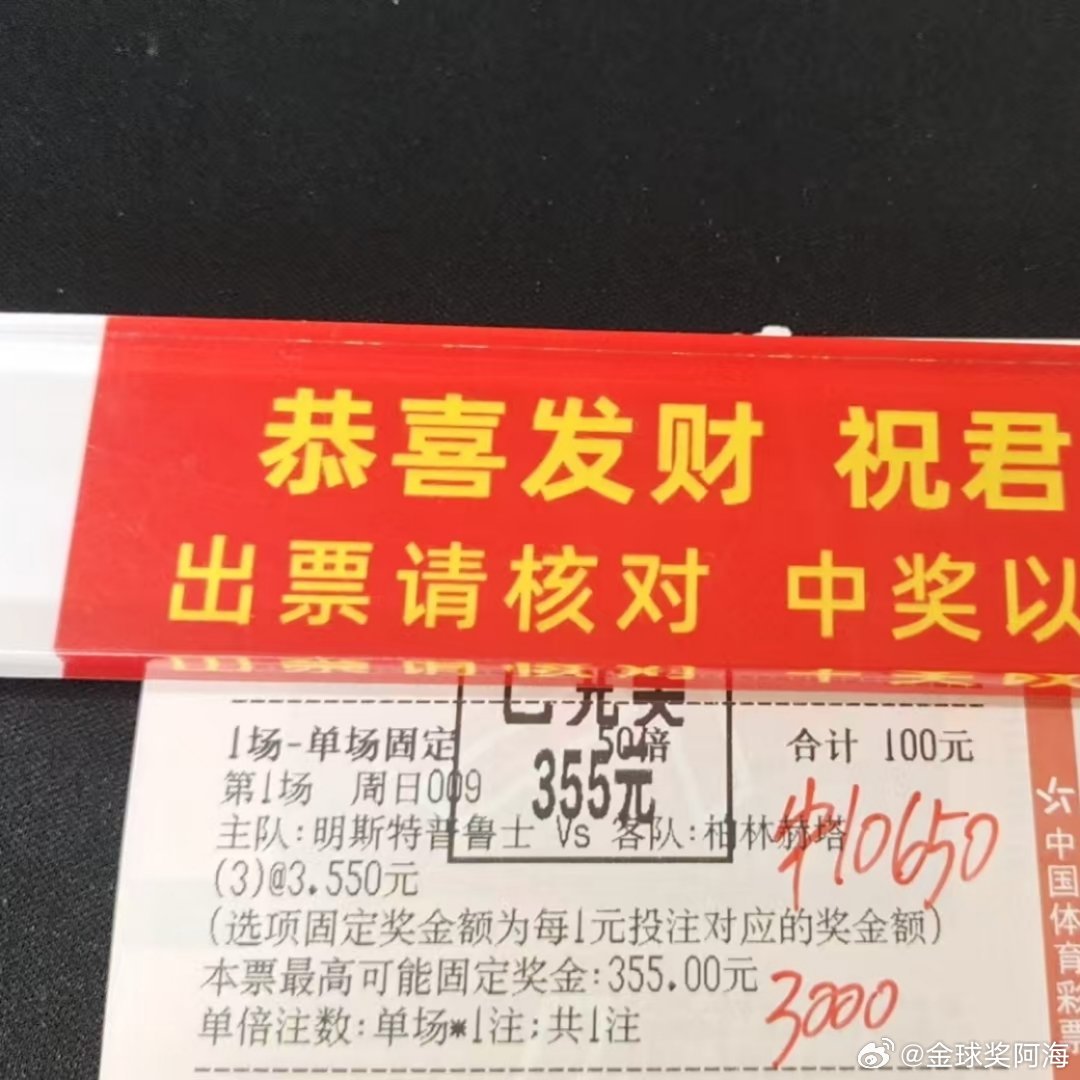 恭喜发财 祝君
出票请核对 中奖以
已兑奖
355元
1场-单场固定 50倍 合计 100元
第1场 周日009
主队:明斯特普鲁士 Vs 客队:柏林赫塔
(3)@3.550元
(选项固定奖金额为每1元投注对应的奖金额)
本票最高可能固定奖金:355.00元
单倍注数:单场*1注;共1注
中10650
3000
中国体育彩票
@金球奖阿海